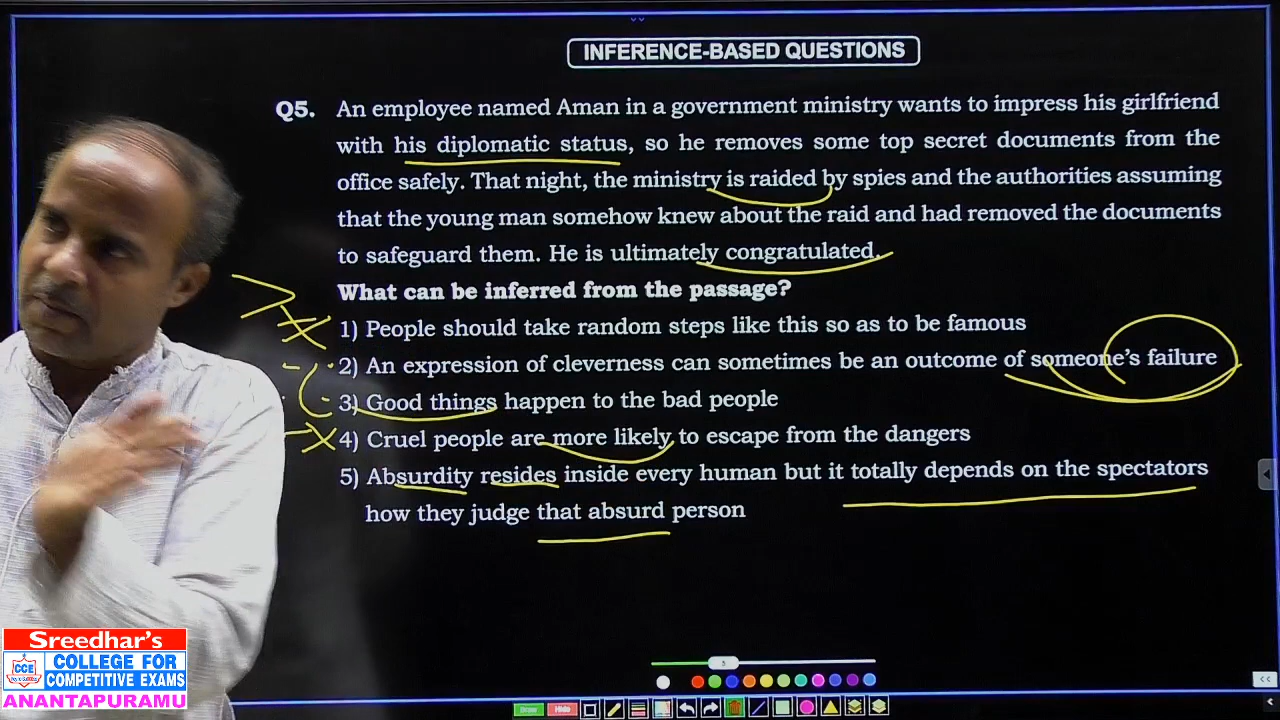 INFERENCE-BASED QUESTIONS
Q5. An employee named Aman in a government ministry wants to impress his girlfriend
with his diplomatic status, so he removes some top secret documents from the
office safely. That night, the ministry is raided by spies and the authorities assuming
that the young man somehow knew about the raid and had removed the documents
to safeguard them. He is ultimately congratulated.
What can be inferred from the passage?
1) People should take random steps like this so as to be famous
2) An expression of cleverness can sometimes be an outcome of someone's failure
3) Good things happen to the bad people
4) Cruel people are more likely to escape from the dangers
5) Absurdity resides inside every human but it totally depends on the spectators
how they judge that absurd person
Sreedhar's
CCE
COLLEGE FOR
COMPETITIVE EXAMS
ANANTAPURAMU
Draw Hide